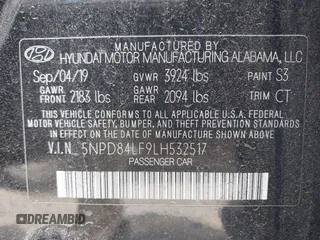 MANUFACTURED BY
HYUNDAI MOTOR MANUFACTURING ALABAMA, LLC
Sep/04/19 GVWR 3924 lbs PAINT S3
GAWR FRONT 2183 lbs GAWR REAR 2094 lbs TRIM CT
THIS VEHICLE CONFORMS TO ALL APPLICABLE U.S. FEDERAL
MOTOR VEHICLE SAFETY, BUMPER, AND THEFT PREVENTION
STANDARDS IN EFFECT ON THE DATE OF MANUFACTURE SHOWN ABOVE.
V.I.N 5NPD84LF9LH532517
PASSENGER CAR
DREAMBID